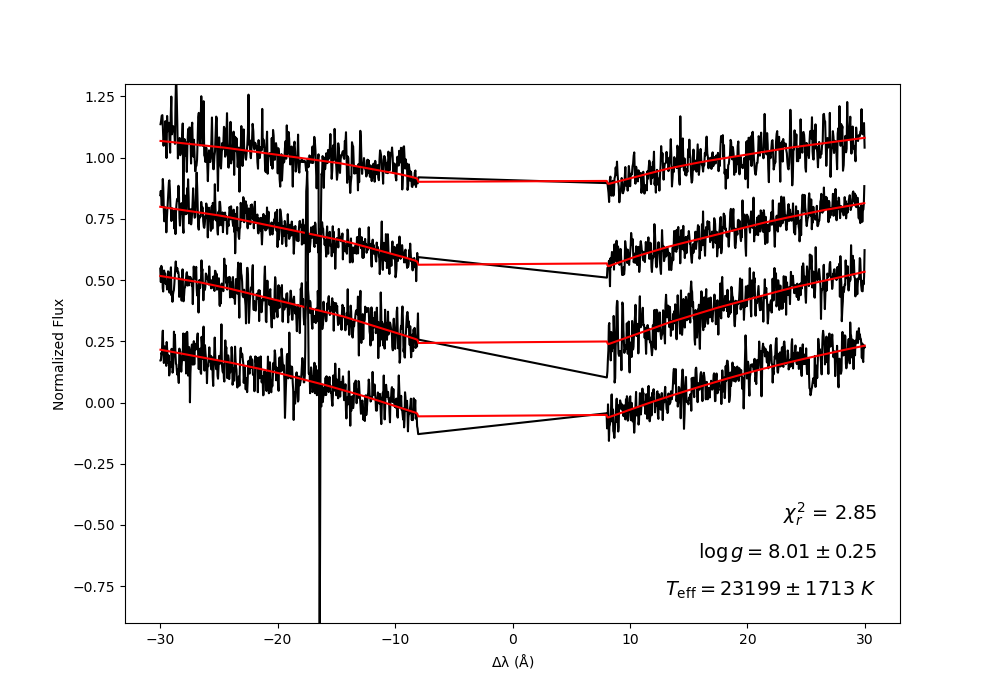 1.25
1.00
0.75
0.50
0.25
0.00
−0.25
−0.50
−0.75
Normalized Flux
χ²ᵣ = 2.85
log g = 8.01 ± 0.25
T_eff = 23199 ± 1713 K
−30 −20 −10 0 10 20 30
Δλ (Å)